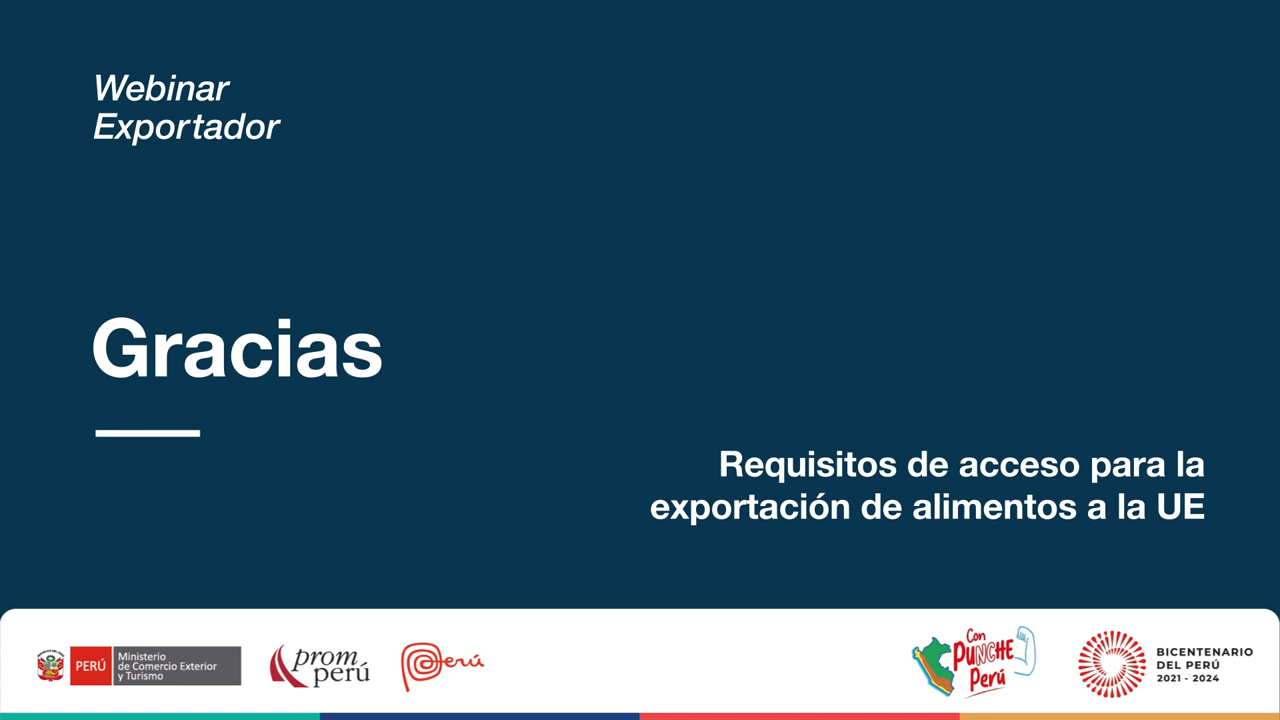 Webinar
Exportador
Gracias
Requisitos de acceso para la
exportación de alimentos a la UE
PERÚ
Ministerio
de Comercio Exterior
y Turismo
prom
perú
Perú
Con
PUNCHE
Perú
BICENTENARIO
DEL PERÚ
2021 - 2024